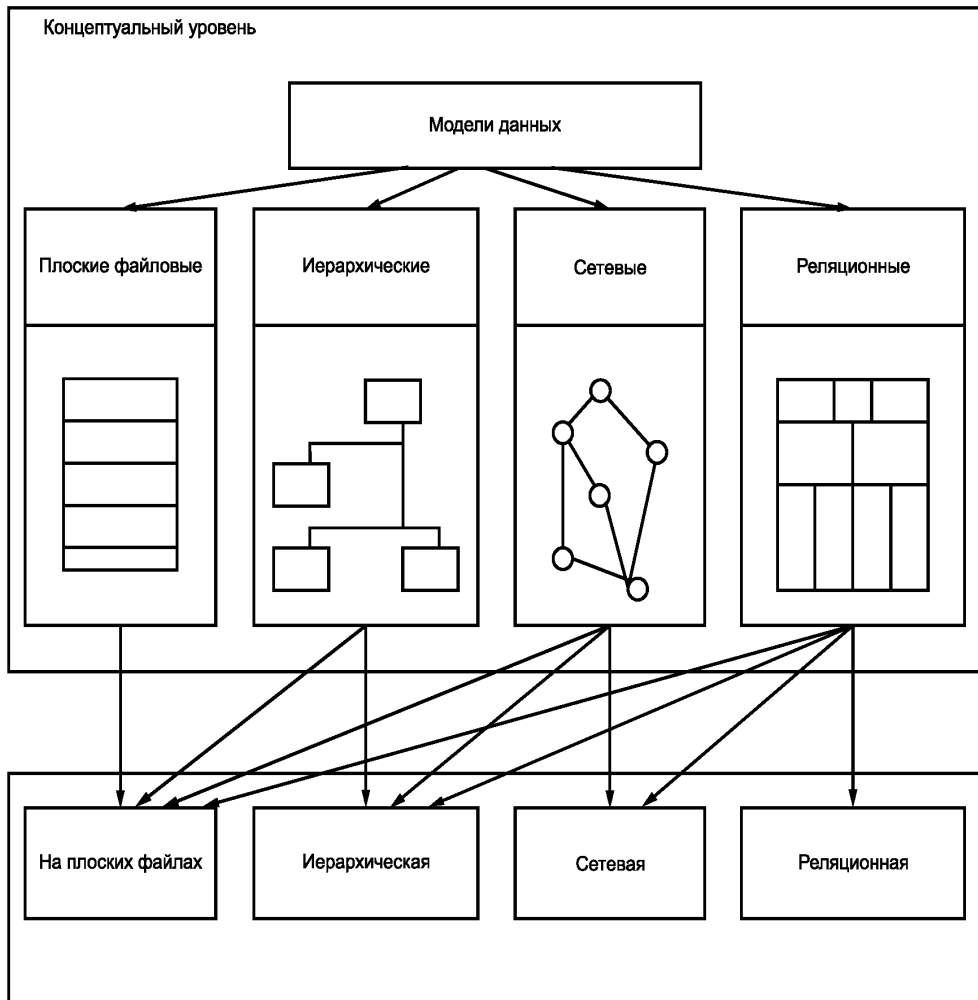 Концептуальный уровень
Модели данных
Плоские файловые
Иерархические
Сетевые
Реляционные
На плоских файлах
Иерархическая
Сетевая
Реляционная